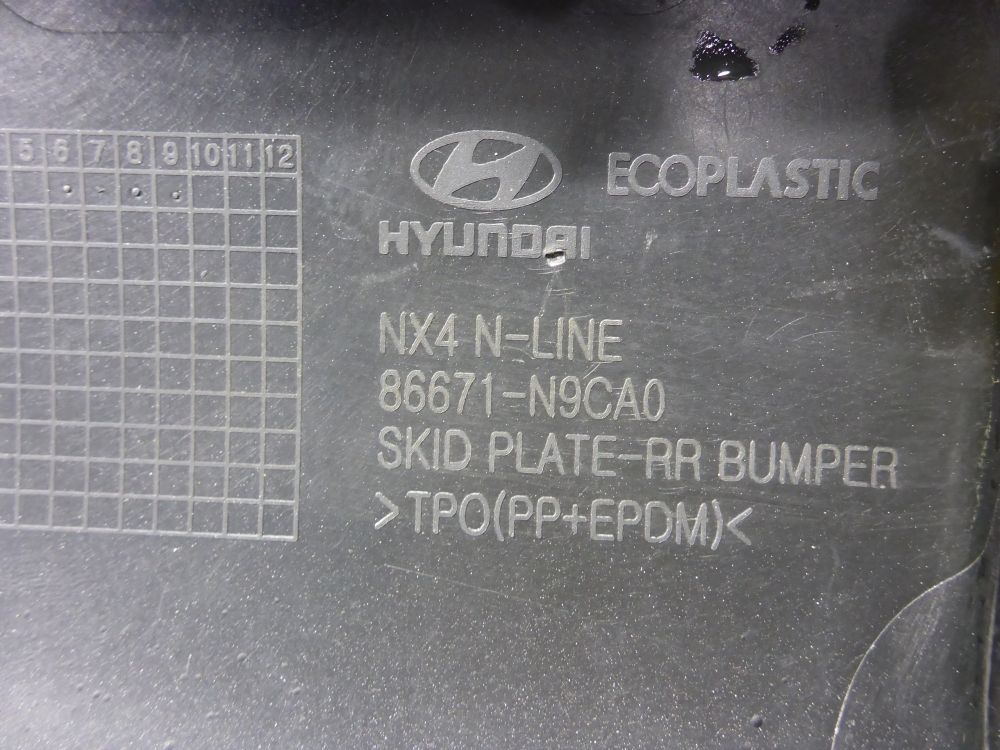 5 6 7 8 9 10 11 12
HYUNDAI
ECOPLASTIC
NX4 N-LINE
86671-N9CA0
SKID PLATE-RR BUMPER
>TPO(PP+EPDM)<